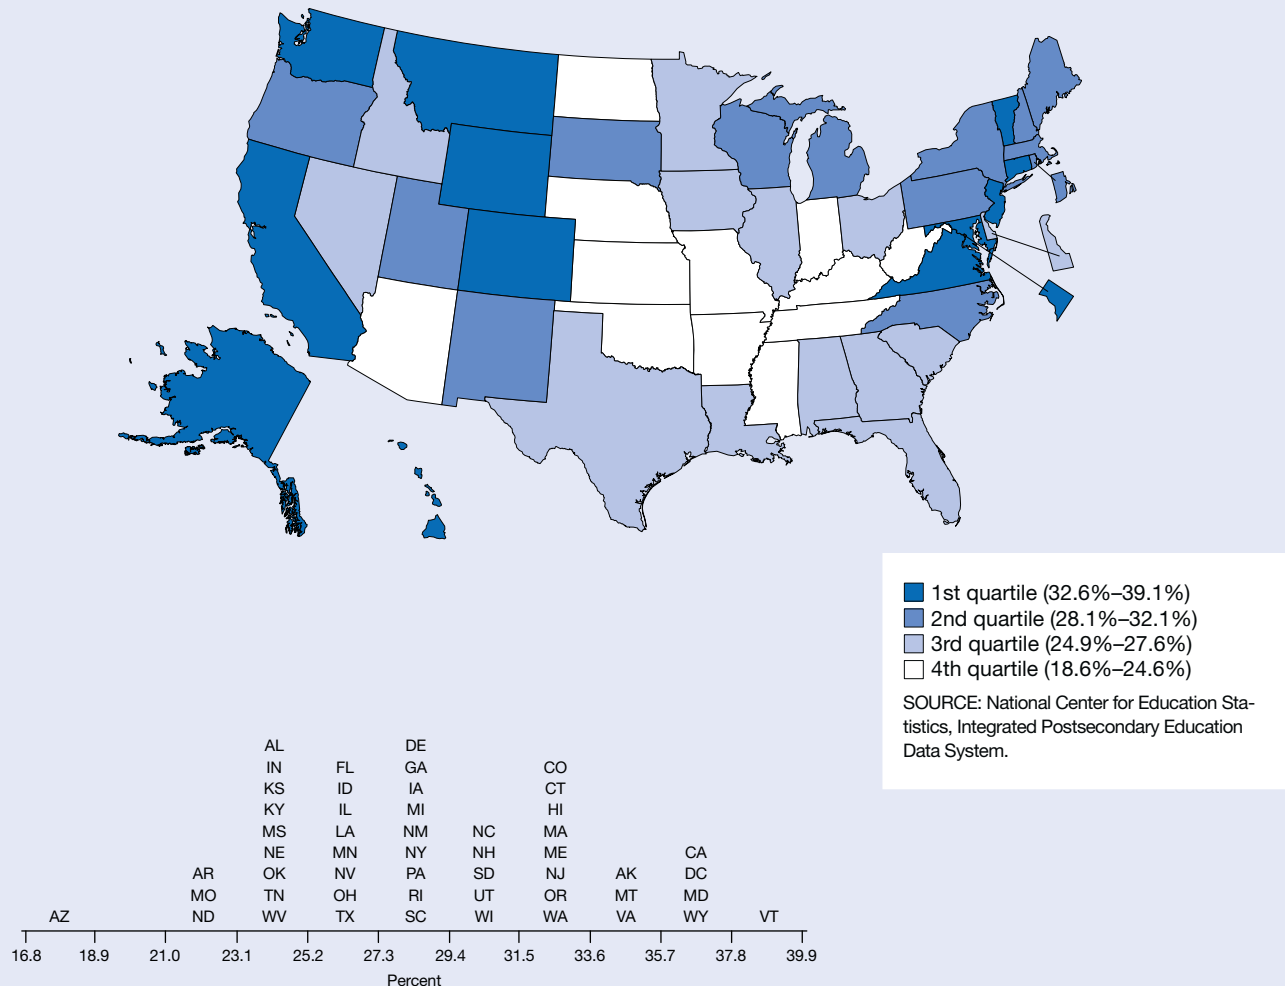 1st quartile (32.6%–39.1%)
2nd quartile (28.1%–32.1%)
3rd quartile (24.9%–27.6%)
4th quartile (18.6%–24.6%)
SOURCE: National Center for Education Sta-
tistics, Integrated Postsecondary Education
Data System.
AL DE
IN FL GA CO
KS ID IA CT
KY IL MI HI
MS LA NM NC MA
NE MN NY NH ME CA
AR OK NV PA SD NJ AK DC
MO TN OH RI UT OR MT MD
AZ ND WV TX SC WI WA VA WY VT
16.8 18.9 21.0 23.1 25.2 27.3 29.4 31.5 33.6 35.7 37.8 39.9
Percent